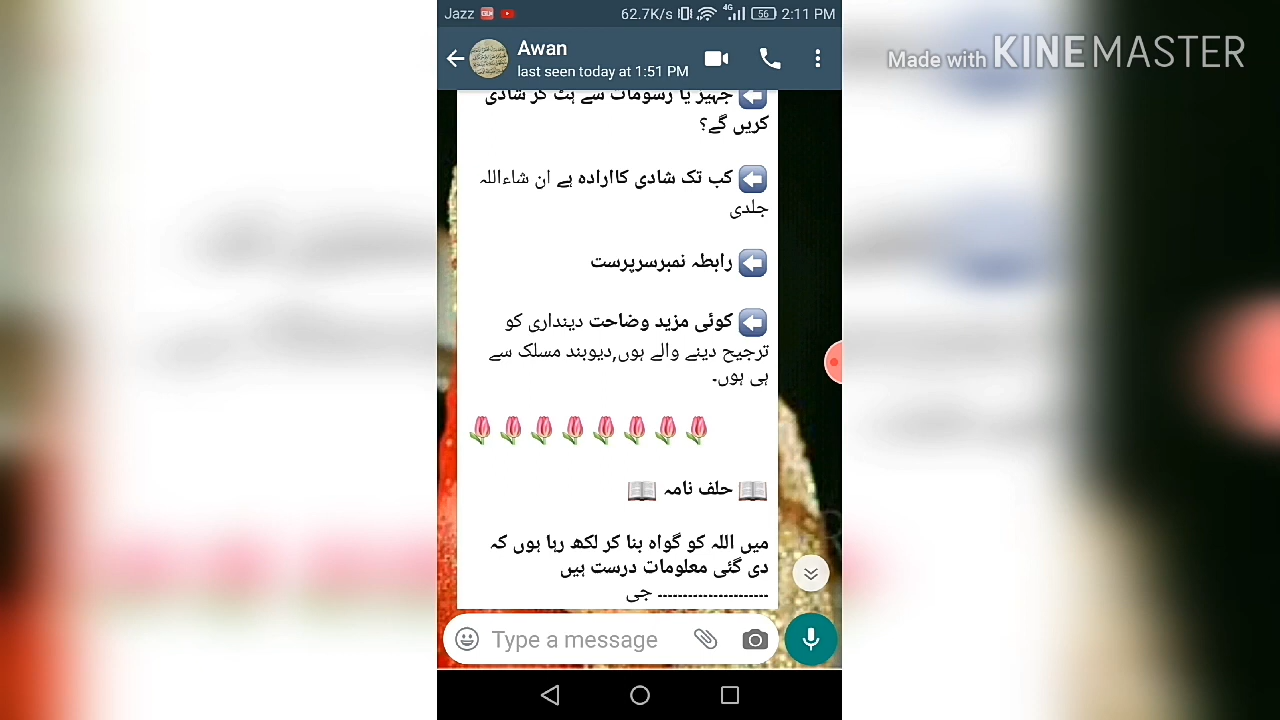 Jazz
62.7K/s
4G
56
2:11 PM
Made with KINEMASTER
Awan
last seen today at 1:51 PM
جہیز یا رسومات سے ہٹ کر شادی
کریں گے؟
کب تک شادی کاارادہ ہے ان شاءاللہ
جلدی
رابطہ نمبرسرپرست
کوئی مزید وضاحت دینداری کو
ترجیح دینے والے ہوں,دیوبند مسلک سے
ہی ہوں۔
حلف نامہ
میں اللہ کو گواہ بنا کر لکھ رہا ہوں کہ
دی گئی معلومات درست ہیں
---------------------- جی
Type a message